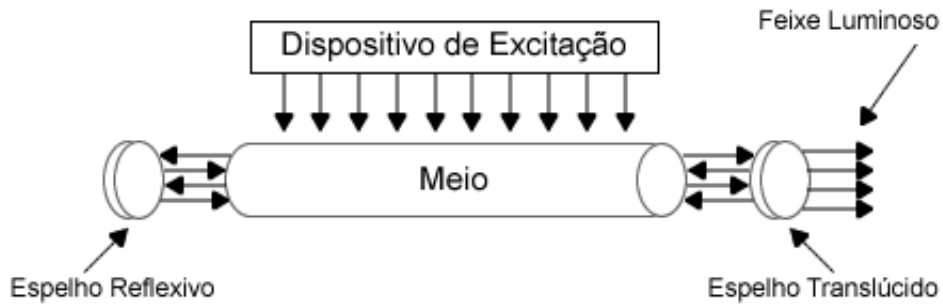 Feixe Luminoso
Dispositivo de Excitação
Meio
Espelho Reflexivo
Espelho Translúcido